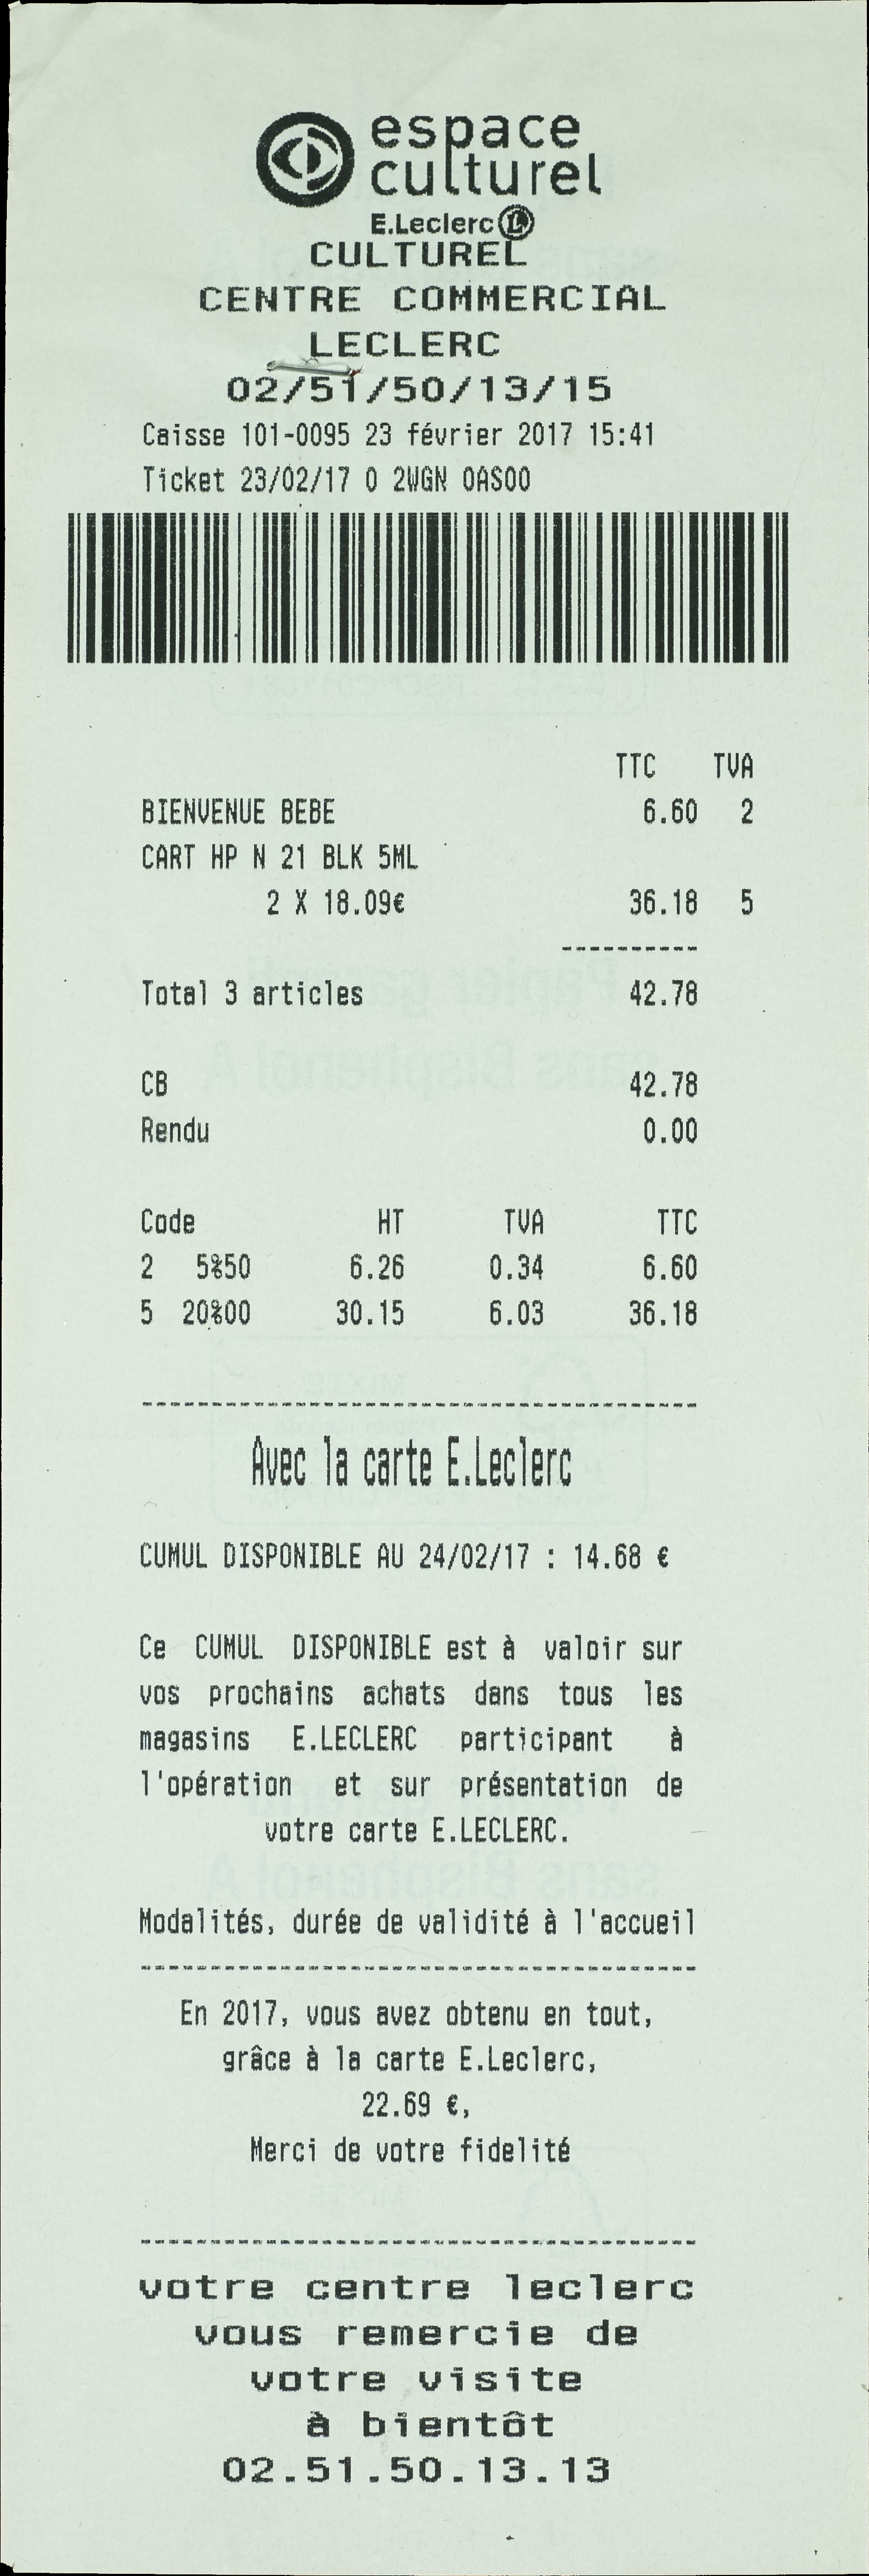 espace
culturel
E.Leclerc L
CULTUREL
CENTRE COMMERCIAL
LECLERC
02/51/50/13/15
Caisse 101-0095 23 février 2017 15:41
Ticket 23/02/17 0 2WGN 0AS00
TTC TVA
BIENVENUE BEBE 6.60 2
CART HP N 21 BLK 5ML
2 X 18.09€ 36.18 5
----------
Total 3 articles 42.78
CB 42.78
Rendu 0.00
Code HT TVA TTC
2 5%50 6.26 0.34 6.60
5 20%00 30.15 6.03 36.18
----------------------------------------
Avec la carte E.Leclerc
CUMUL DISPONIBLE AU 24/02/17 : 14.68 €
Ce CUMUL DISPONIBLE est à valoir sur
vos prochains achats dans tous les
magasins E.LECLERC participant à
l'opération et sur présentation de
votre carte E.LECLERC.
Modalités, durée de validité à l'accueil
----------------------------------------
En 2017, vous avez obtenu en tout,
grâce à la carte E.Leclerc,
22.69 €,
Merci de votre fidelité
----------------------------------------
votre centre leclerc
vous remercie de
votre visite
à bientôt
02.51.50.13.13